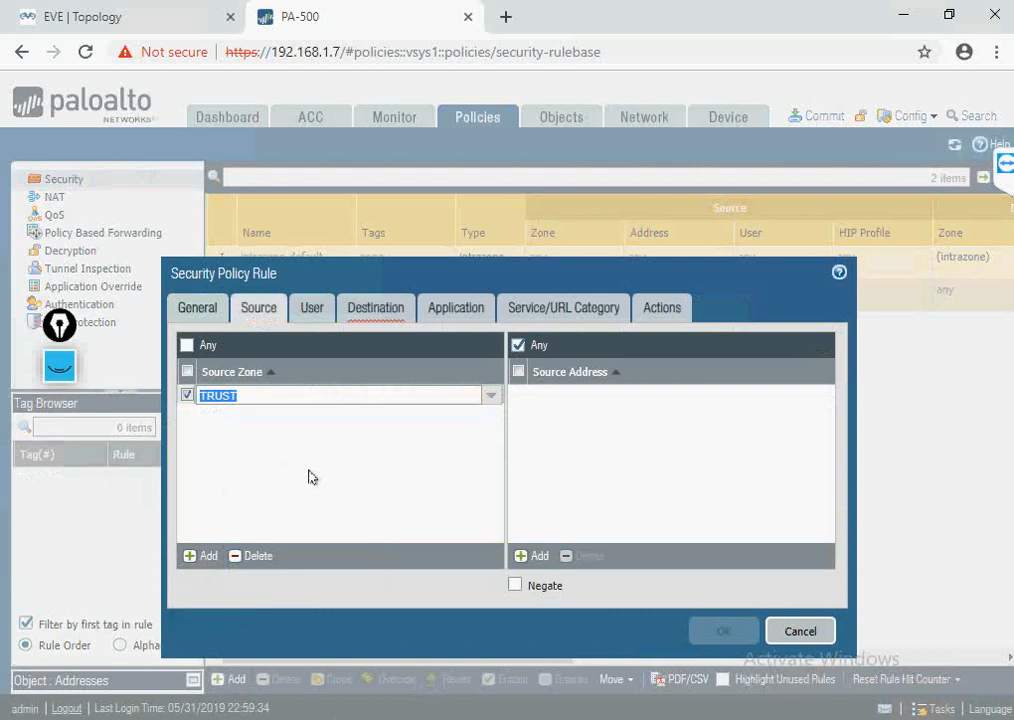 EVE | Topology
PA-500
Not secure
https://192.168.1.7/#policies::vsys1::policies/security-rulebase
paloalto
NETWORKS
Dashboard
ACC
Monitor
Policies
Objects
Network
Device
Commit
Config
Search
Help
Security
NAT
QoS
Policy Based Forwarding
Decryption
Tunnel Inspection
Application Override
Authentication
otection
2 items
Source
Name
Tags
Type
Zone
Address
User
HIP Profile
Zone
(intrazone)
any
Security Policy Rule
General
Source
User
Destination
Application
Service/URL Category
Actions
Any
Source Zone
TRUST
Add
Delete
Any
Source Address
Add
Delete
Negate
OK
Cancel
Tag Browser
0 items
Tag(#)
Rule
Filter by first tag in rule
Rule Order
Alpha
Activate Windows
Object : Addresses
Add
Delete
Clone
Override
Revert
Enable
Disable
Move
PDF/CSV
Highlight Unused Rules
Reset Rule Hit Counter
admin | Logout | Last Login Time: 05/31/2019 22:59:34
Tasks | Language